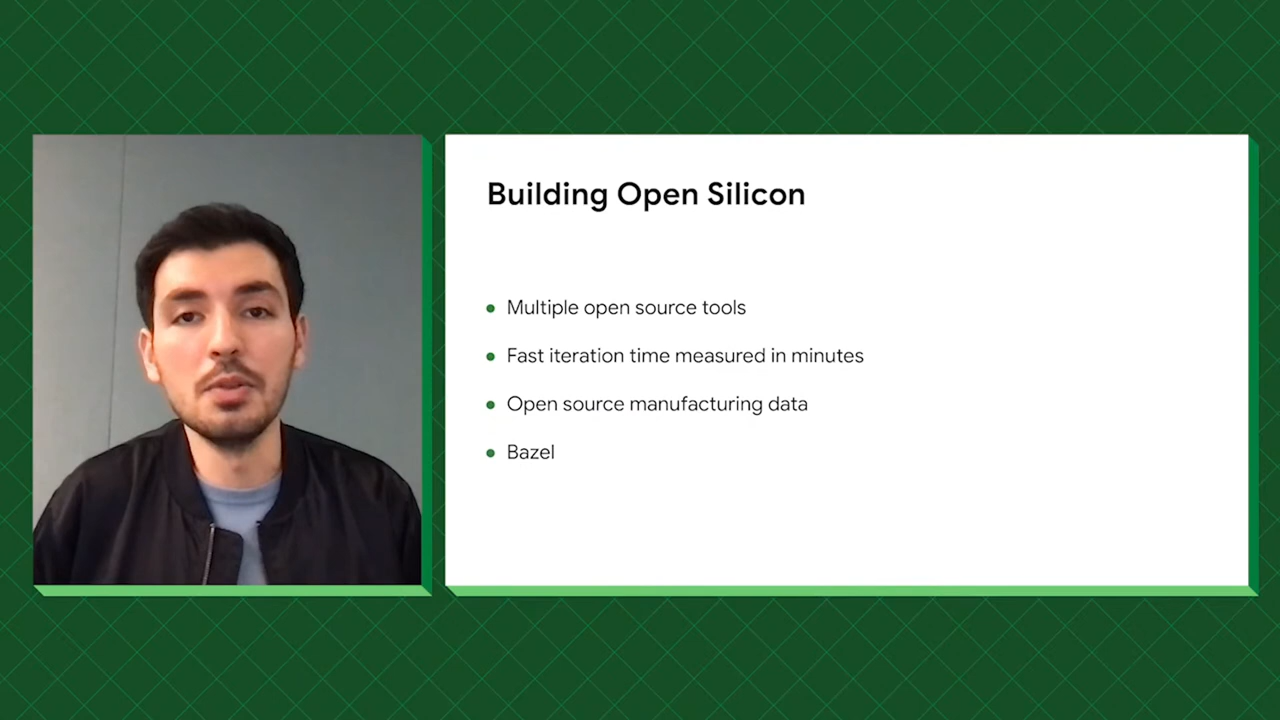 Building Open Silicon
Multiple open source tools
Fast iteration time measured in minutes
Open source manufacturing data
Bazel